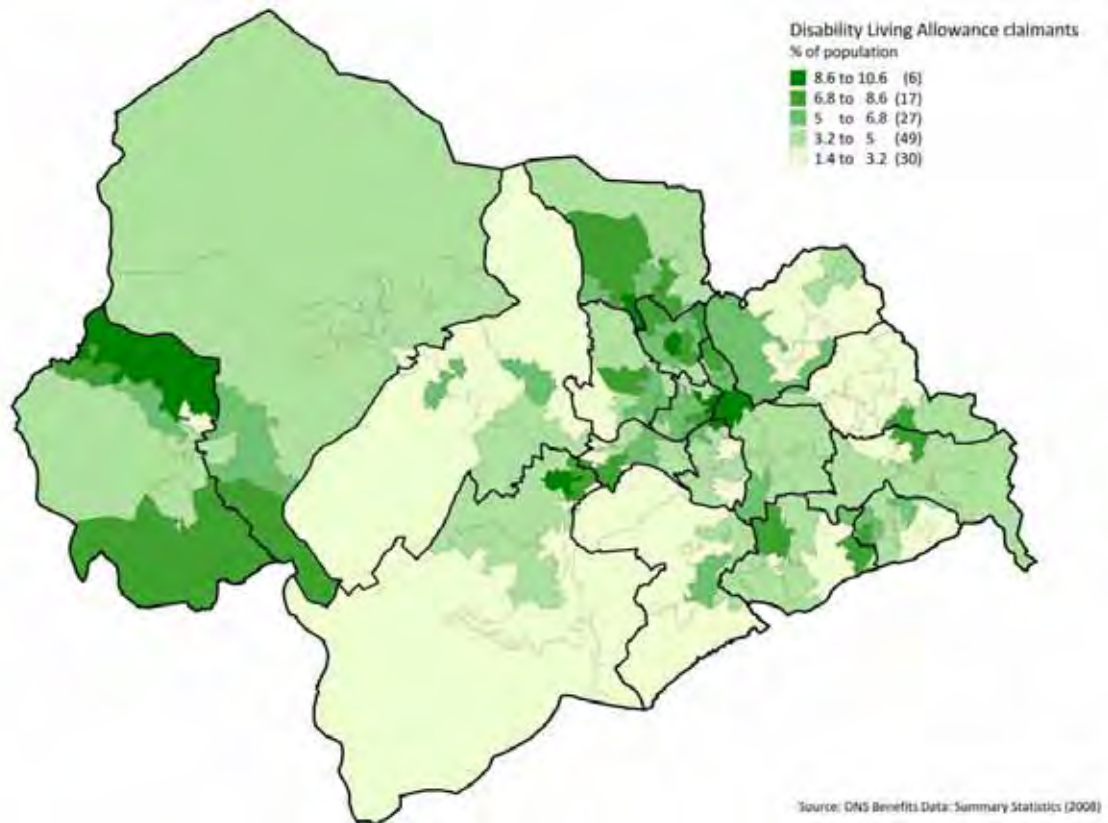 Disability Living Allowance claimants
% of population
8.6 to 10.6 (6)
6.8 to 8.6 (17)
5 to 6.8 (27)
3.2 to 5 (49)
1.4 to 3.2 (30)
Source: ONS Benefits Data: Summary Statistics (2008)